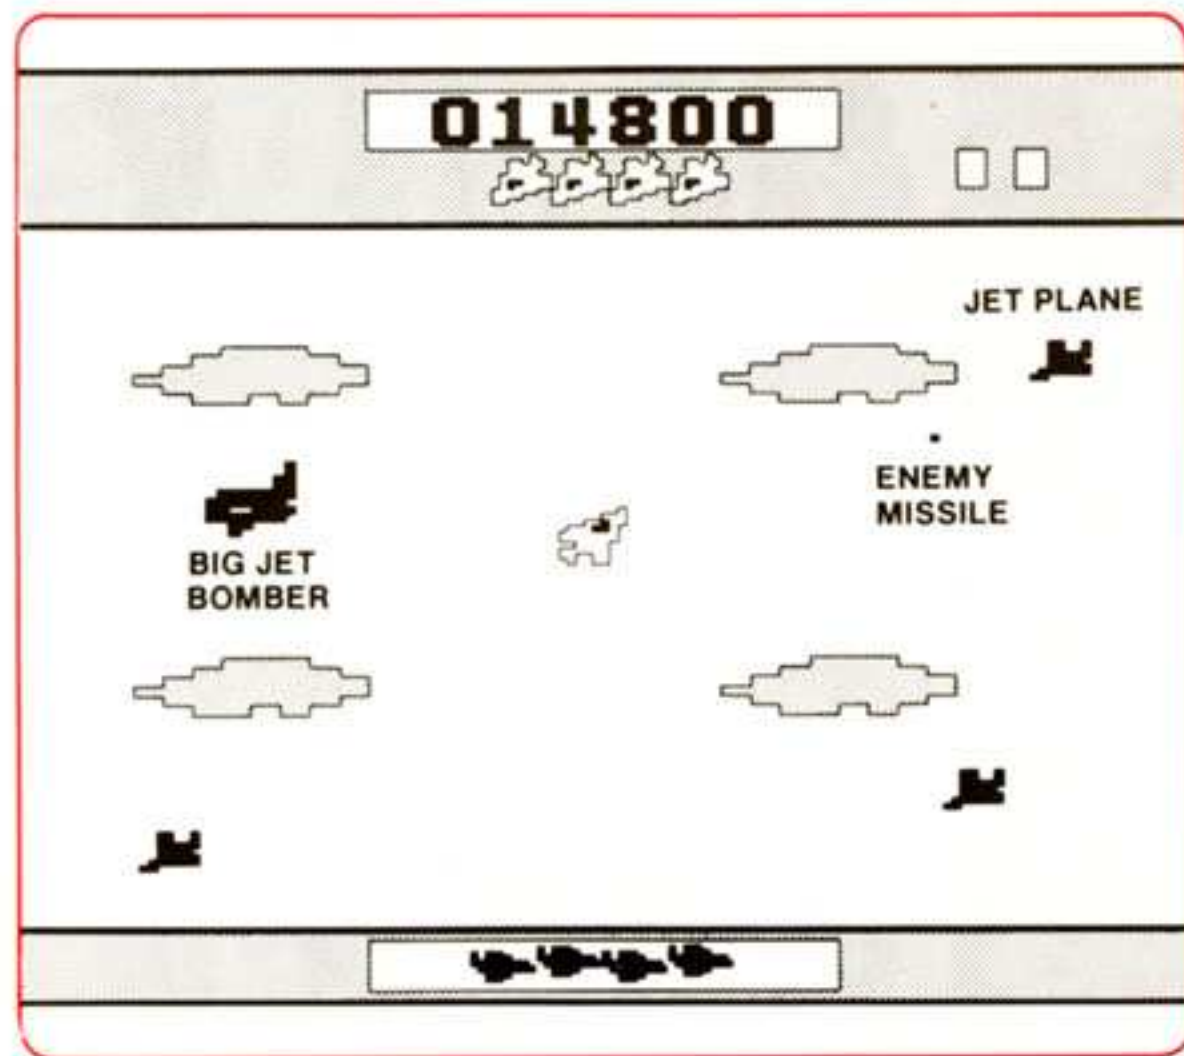 014800
JET PLANE
ENEMY
MISSILE
BIG JET
BOMBER